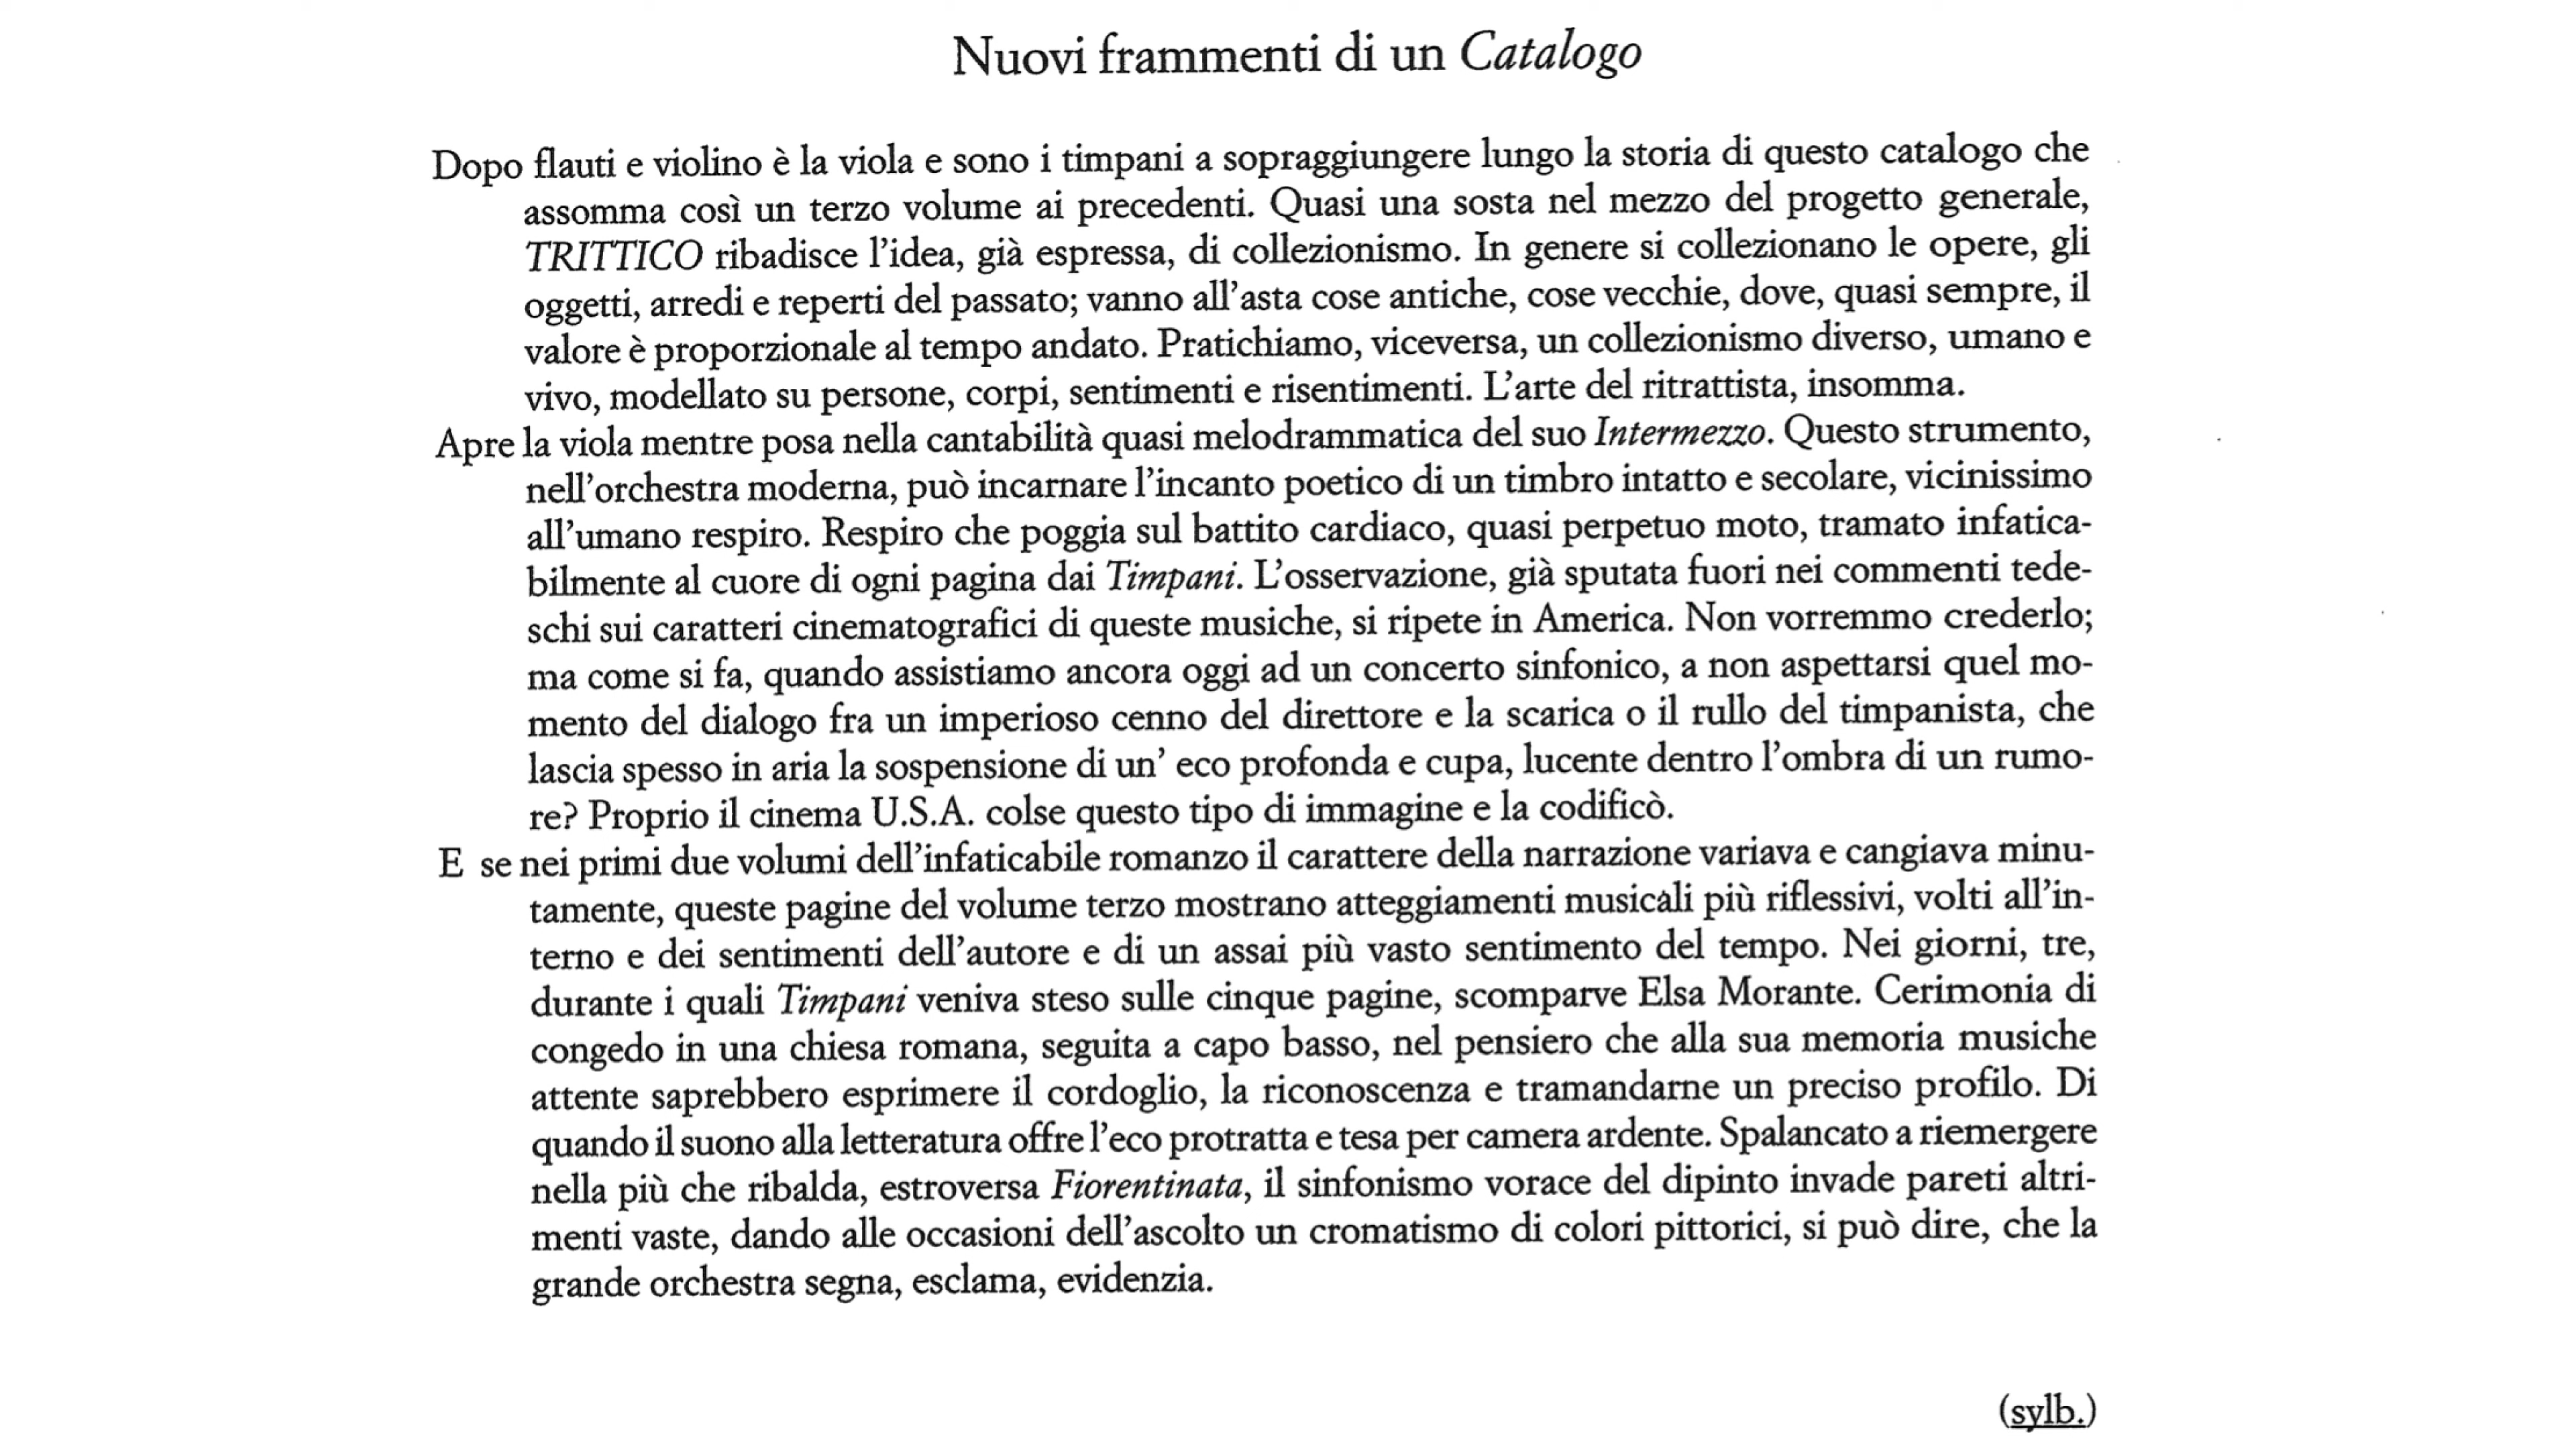 Nuovi frammenti di un Catalogo
Dopo flauti e violino è la viola e sono i timpani a sopraggiungere lungo la storia di questo catalogo che
assomma così un terzo volume ai precedenti. Quasi una sosta nel mezzo del progetto generale,
TRITTICO ribadisce l'idea, già espressa, di collezionismo. In genere si collezionano le opere, gli
oggetti, arredi e reperti del passato; vanno all'asta cose antiche, cose vecchie, dove, quasi sempre, il
valore è proporzionale al tempo andato. Pratichiamo, viceversa, un collezionismo diverso, umano e
vivo, modellato su persone, corpi, sentimenti e risentimenti. L'arte del ritrattista, insomma.
Apre la viola mentre posa nella cantabilità quasi melodrammatica del suo Intermezzo. Questo strumento,
nell'orchestra moderna, può incarnare l'incanto poetico di un timbro intatto e secolare, vicinissimo
all'umano respiro. Respiro che poggia sul battito cardiaco, quasi perpetuo moto, tramato infatica-
bilmente al cuore di ogni pagina dai Timpani. L'osservazione, già sputata fuori nei commenti tede-
schi sui caratteri cinematografici di queste musiche, si ripete in America. Non vorremmo crederlo;
ma come si fa, quando assistiamo ancora oggi ad un concerto sinfonico, a non aspettarsi quel mo-
mento del dialogo fra un imperioso cenno del direttore e la scarica o il rullo del timpanista, che
lascia spesso in aria la sospensione di un' eco profonda e cupa, lucente dentro l'ombra di un rumo-
re? Proprio il cinema U.S.A. colse questo tipo di immagine e la codificò.
E se nei primi due volumi dell'infaticabile romanzo il carattere della narrazione variava e cangiava minu-
tamente, queste pagine del volume terzo mostrano atteggiamenti musicali più riflessivi, volti all'in-
terno e dei sentimenti dell'autore e di un assai più vasto sentimento del tempo. Nei giorni, tre,
durante i quali Timpani veniva steso sulle cinque pagine, scomparve Elsa Morante. Cerimonia di
congedo in una chiesa romana, seguita a capo basso, nel pensiero che alla sua memoria musiche
attente saprebbero esprimere il cordoglio, la riconoscenza e tramandarne un preciso profilo. Di
quando il suono alla letteratura offre l'eco protratta e tesa per camera ardente. Spalancato a riemergere
nella più che ribalda, estroversa Fiorentinata, il sinfonismo vorace del dipinto invade pareti altri-
menti vaste, dando alle occasioni dell'ascolto un cromatismo di colori pittorici, si può dire, che la
grande orchestra segna, esclama, evidenzia.
(sylb.)